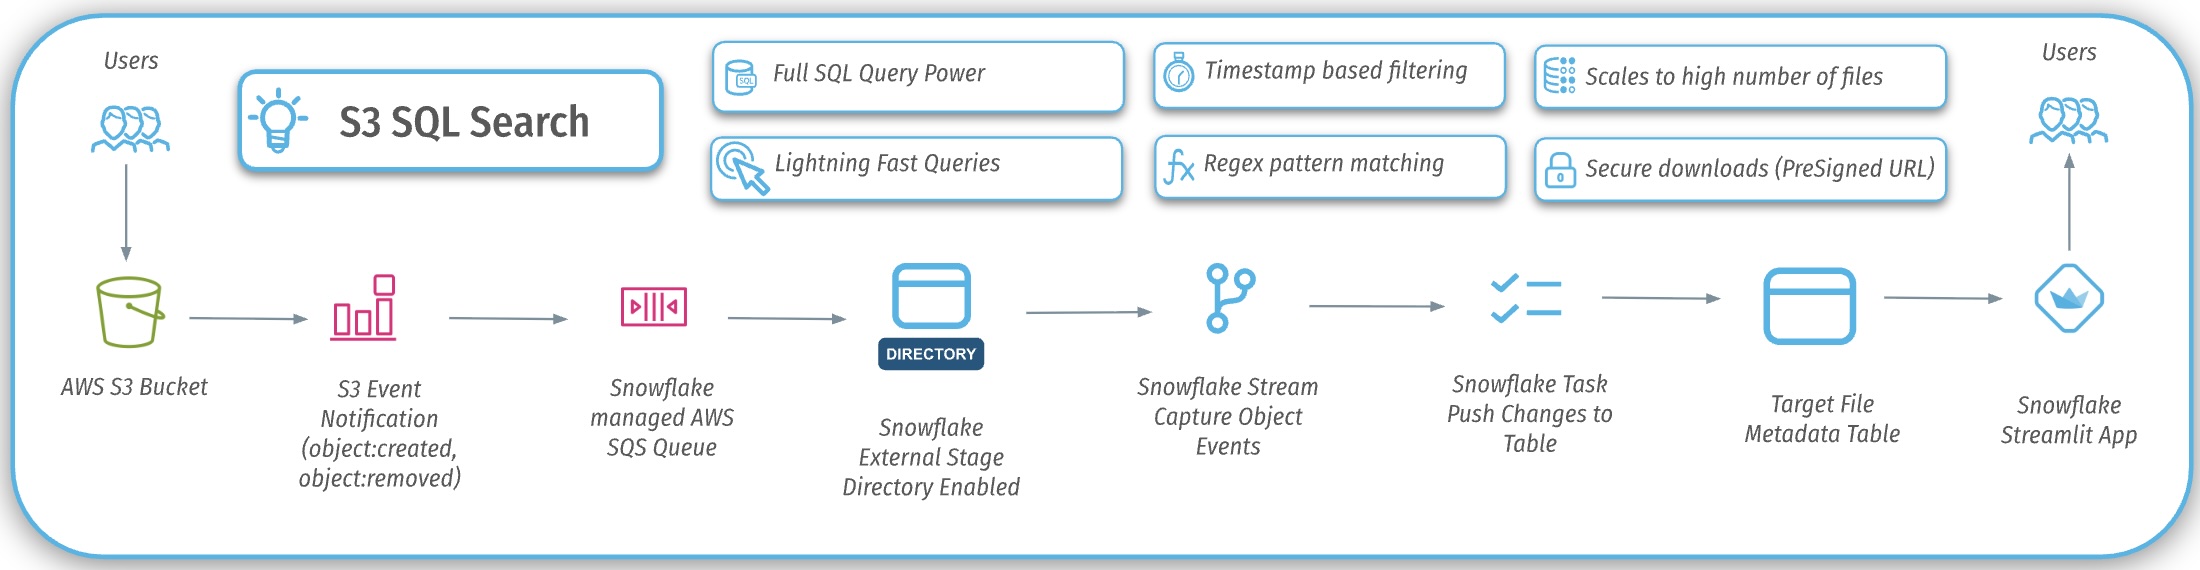 Users
S3 SQL Search
SQL
Full SQL Query Power
Timestamp based filtering
Scales to high number of files
Lightning Fast Queries
fx
Regex pattern matching
0
Secure downloads (PreSigned URL)
Users
AWS S3 Bucket
S3 Event
Notification
(object:created,
object:removed)
Snowflake
managed AWS
SQS Queue
DIRECTORY
Snowflake
External Stage
Directory Enabled
Snowflake Stream
Capture Object
Events
Snowflake Task
Push Changes to
Table
Target File
Metadata Table
Snowflake
Streamlit App